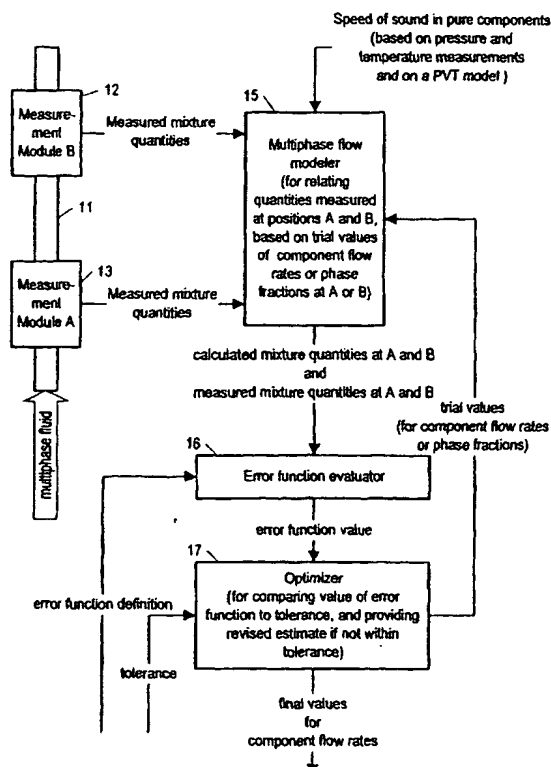 Speed of sound in pure components
(based on pressure and
temperature measurements
and on a PVT model )
12
15
Measure-
ment
Module B
Measured mixture
quantities
Multiphase flow
modeler
(for relating
quantities measured
at positions A and B,
based on trial values
of component flow
rates or phase
fractions at A or B)
11
13
Measure-
ment
Module A
Measured mixture
quantities
calculated mixture quantities at A and B
and
measured mixture quantities at A and B
trial values
(for component flow rates
or phase fractions)
multiphase fluid
16
Error function evaluator
error function value
17
Optimizer
(for comparing value of error
function to tolerance, and providing
revised estimate if not within
tolerance)
error function definition
tolerance
final values
for
component flow rates